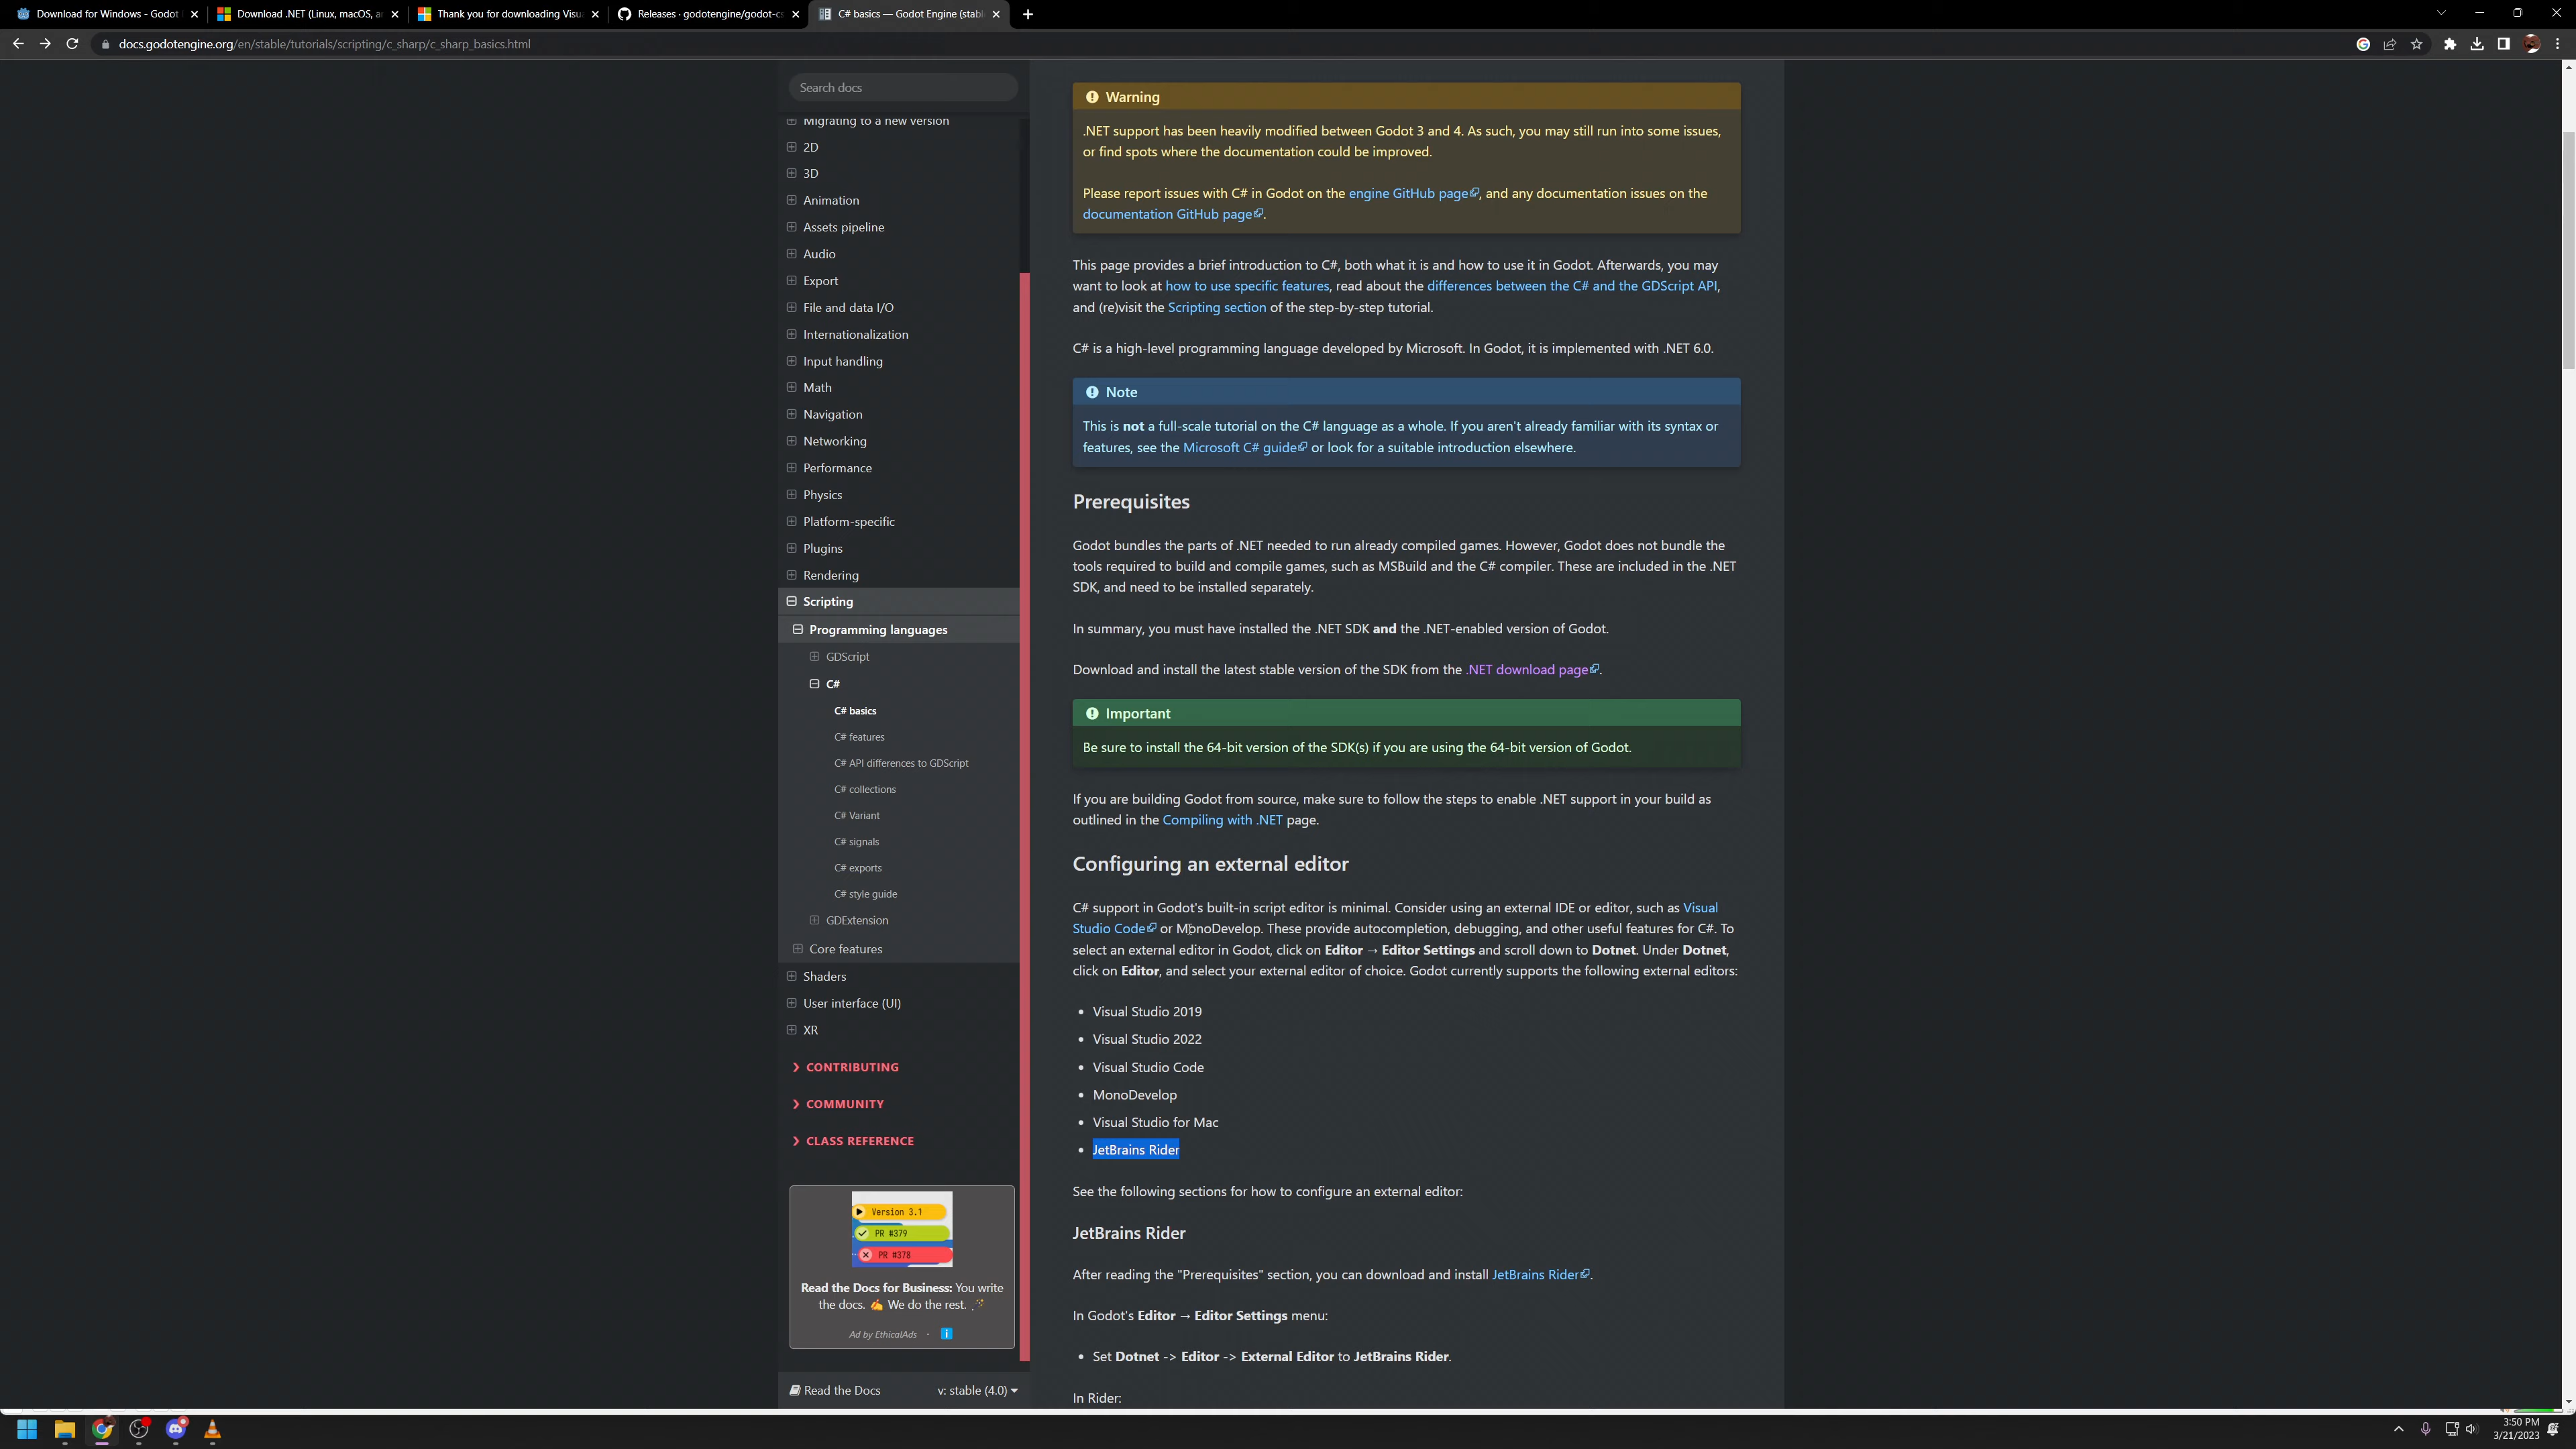 Download for Windows - Godot
Download .NET (Linux, macOS, ar
Thank you for downloading Visu
Releases · godotengine/godot-cs
C# basics — Godot Engine (stabl
docs.godotengine.org/en/stable/tutorials/scripting/c_sharp/c_sharp_basics.html
Search docs
Migrating to a new version
2D
3D
Animation
Assets pipeline
Audio
Export
File and data I/O
Internationalization
Input handling
Math
Navigation
Networking
Performance
Physics
Platform-specific
Plugins
Rendering
Scripting
Programming languages
GDScript
C#
C# basics
C# features
C# API differences to GDScript
C# collections
C# Variant
C# signals
C# exports
C# style guide
GDExtension
Core features
Shaders
User interface (UI)
XR
CONTRIBUTING
COMMUNITY
CLASS REFERENCE
Version 3.1
PR #379
PR #378
Read the Docs for Business: You write
the docs. ✍️ We do the rest. 🪄
Ad by EthicalAds ·
Read the Docs
v: stable (4.0)
Warning
.NET support has been heavily modified between Godot 3 and 4. As such, you may still run into some issues,
or find spots where the documentation could be improved.
Please report issues with C# in Godot on the engine GitHub page, and any documentation issues on the
documentation GitHub page.
This page provides a brief introduction to C#, both what it is and how to use it in Godot. Afterwards, you may
want to look at how to use specific features, read about the differences between the C# and the GDScript API,
and (re)visit the Scripting section of the step-by-step tutorial.
C# is a high-level programming language developed by Microsoft. In Godot, it is implemented with .NET 6.0.
Note
This is not a full-scale tutorial on the C# language as a whole. If you aren't already familiar with its syntax or
features, see the Microsoft C# guide or look for a suitable introduction elsewhere.
Prerequisites
Godot bundles the parts of .NET needed to run already compiled games. However, Godot does not bundle the
tools required to build and compile games, such as MSBuild and the C# compiler. These are included in the .NET
SDK, and need to be installed separately.
In summary, you must have installed the .NET SDK and the .NET-enabled version of Godot.
Download and install the latest stable version of the SDK from the .NET download page.
Important
Be sure to install the 64-bit version of the SDK(s) if you are using the 64-bit version of Godot.
If you are building Godot from source, make sure to follow the steps to enable .NET support in your build as
outlined in the Compiling with .NET page.
Configuring an external editor
C# support in Godot's built-in script editor is minimal. Consider using an external IDE or editor, such as Visual
Studio Code or MonoDevelop. These provide autocompletion, debugging, and other useful features for C#. To
select an external editor in Godot, click on Editor → Editor Settings and scroll down to Dotnet. Under Dotnet,
click on Editor, and select your external editor of choice. Godot currently supports the following external editors:
• Visual Studio 2019
• Visual Studio 2022
• Visual Studio Code
• MonoDevelop
• Visual Studio for Mac
• JetBrains Rider
See the following sections for how to configure an external editor:
JetBrains Rider
After reading the "Prerequisites" section, you can download and install JetBrains Rider.
In Godot's Editor → Editor Settings menu:
• Set Dotnet -> Editor -> External Editor to JetBrains Rider.
In Rider:
3:50 PM
3/21/2023